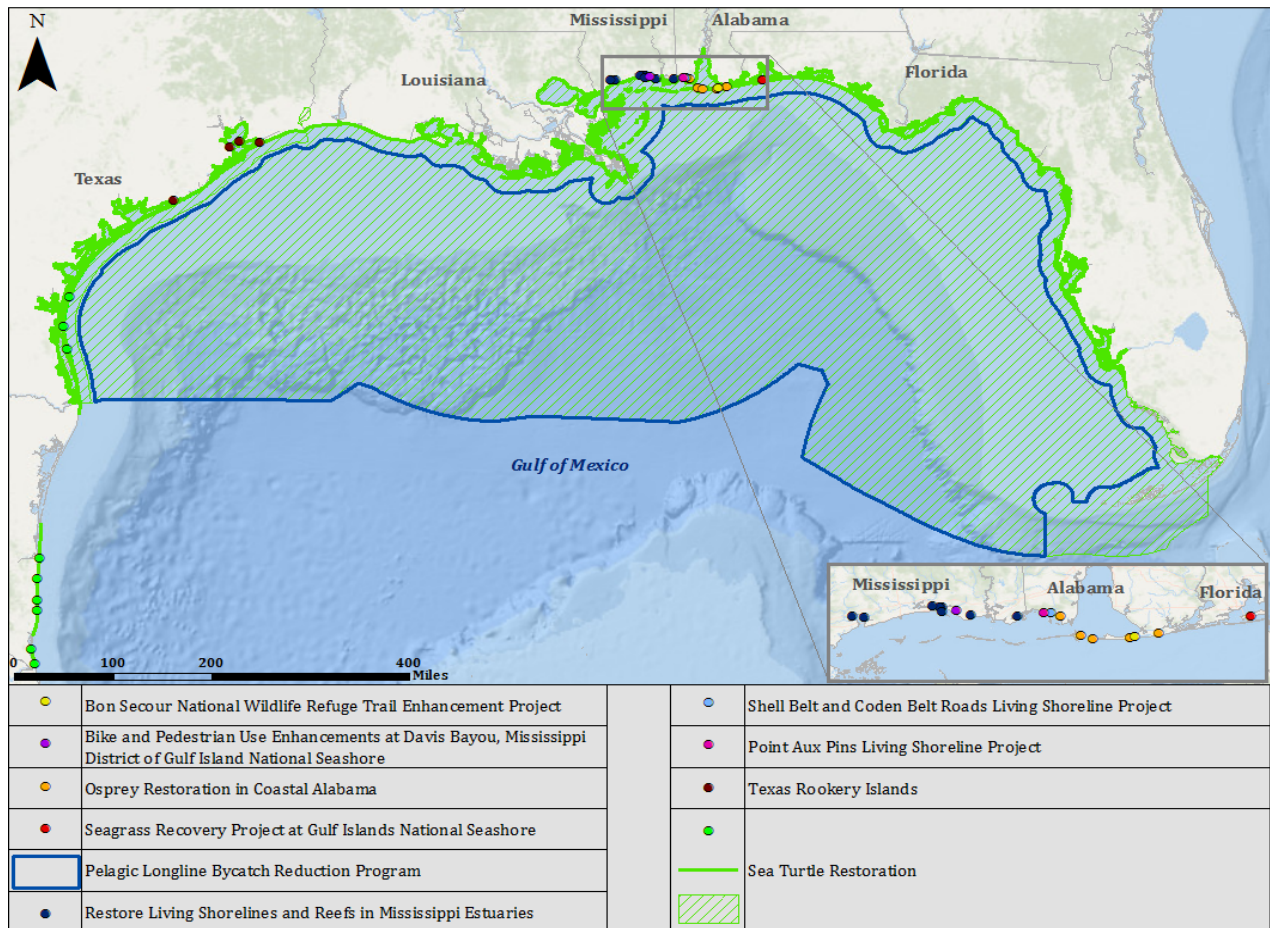 N
Mississippi
Alabama
Louisiana
Florida
Texas
Gulf of Mexico
Mississippi
Alabama
Florida
0
100
200
400
Miles
Bon Secour National Wildlife Refuge Trail Enhancement Project
Bike and Pedestrian Use Enhancements at Davis Bayou, Mississippi
District of Gulf Island National Seashore
Osprey Restoration in Coastal Alabama
Seagrass Recovery Project at Gulf Islands National Seashore
Pelagic Longline Bycatch Reduction Program
Restore Living Shorelines and Reefs in Mississippi Estuaries
Shell Belt and Coden Belt Roads Living Shoreline Project
Point Aux Pins Living Shoreline Project
Texas Rookery Islands
Sea Turtle Restoration